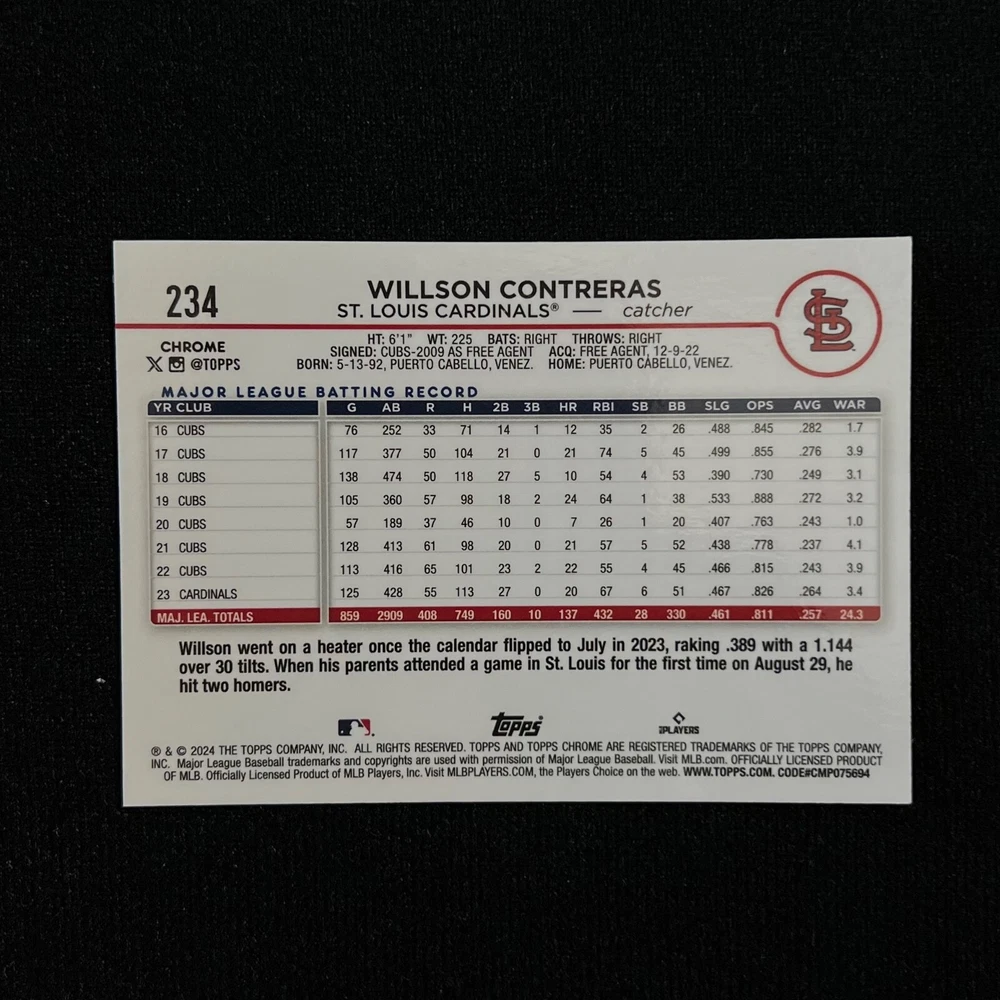 234
WILLSON CONTRERAS
ST. LOUIS CARDINALS® — catcher
STL
CHROME
X @TOPPS
HT: 6'1" WT: 225 BATS: RIGHT THROWS: RIGHT
SIGNED: CUBS-2009 AS FREE AGENT ACQ: FREE AGENT, 12-9-22
BORN: 5-13-92, PUERTO CABELLO, VENEZ. HOME: PUERTO CABELLO, VENEZ.
MAJOR LEAGUE BATTING RECORD
YR CLUB G AB R H 2B 3B HR RBI SB BB SLG OPS AVG WAR
16 CUBS 76 252 33 71 14 1 12 35 2 26 .488 .845 .282 1.7
17 CUBS 117 377 50 104 21 0 21 74 5 45 .499 .855 .276 3.9
18 CUBS 138 474 50 118 27 5 10 54 4 53 .390 .730 .249 3.1
19 CUBS 105 360 57 98 18 2 24 64 1 38 .533 .888 .272 3.2
20 CUBS 57 189 37 46 10 0 7 26 1 20 .407 .763 .243 1.0
21 CUBS 128 413 61 98 20 0 21 57 5 52 .438 .778 .237 4.1
22 CUBS 113 416 65 101 23 2 22 55 4 45 .466 .815 .243 3.9
23 CARDINALS 125 428 55 113 27 0 20 67 6 51 .467 .826 .264 3.4
MAJ. LEA. TOTALS 859 2909 408 749 160 10 137 432 28 330 .461 .811 .257 24.3
Willson went on a heater once the calendar flipped to July in 2023, raking .389 with a 1.144
over 30 tilts. When his parents attended a game in St. Louis for the first time on August 29, he
hit two homers.
topps
PLAYERS
® & © 2024 THE TOPPS COMPANY, INC. ALL RIGHTS RESERVED. TOPPS AND TOPPS CHROME ARE REGISTERED TRADEMARKS OF THE TOPPS COMPANY,
INC. Major League Baseball trademarks and copyrights are used with permission of Major League Baseball. Visit MLB.com. OFFICIALLY LICENSED PRODUCT
OF MLB. Officially Licensed Product of MLB Players, Inc. Visit MLBPLAYERS.COM, the Players Choice on the web. WWW.TOPPS.COM. CODE#CMP075694